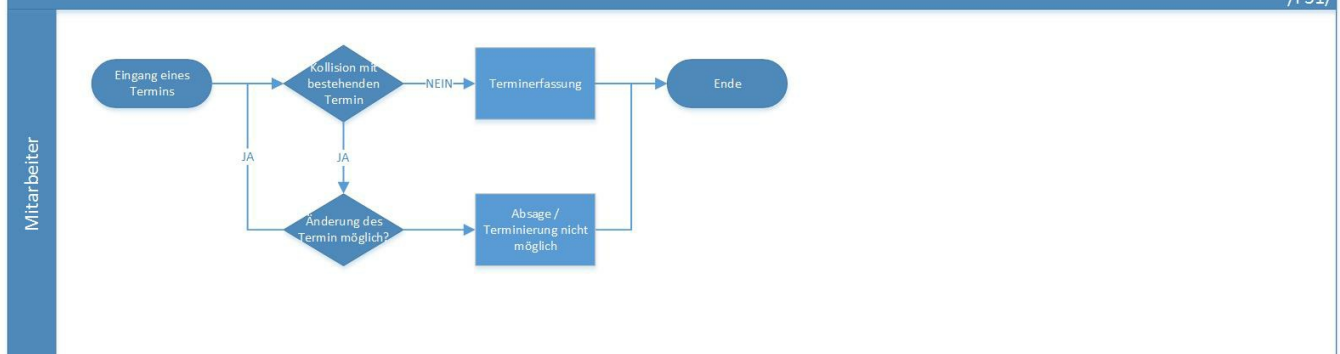 Mitarbeiter
Eingang eines
Termins
Kollision mit
bestehenden
Termin
NEIN
Terminerfassung
Ende
JA
JA
Änderung des
Termin möglich?
Absage /
Terminierung nicht
möglich